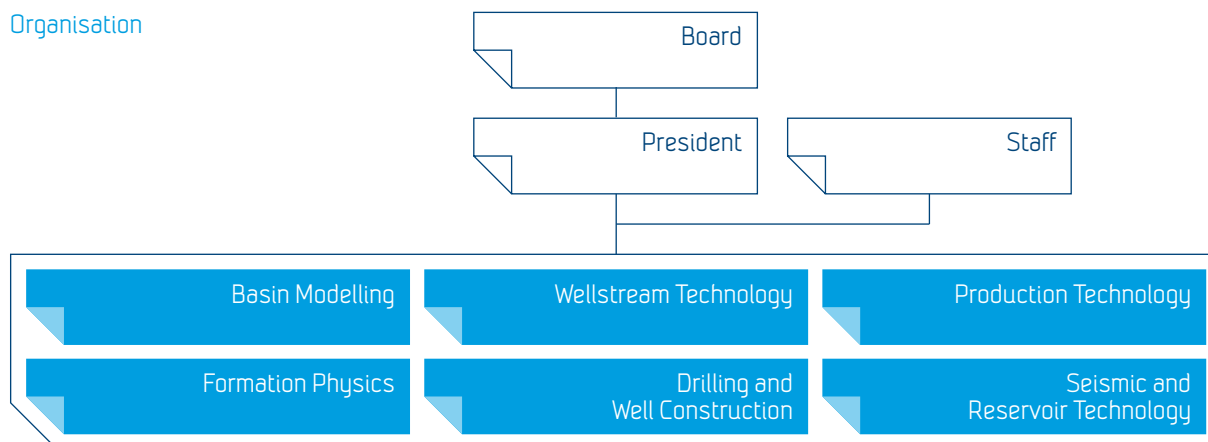 Organisation
Board
President
Staff
Basin Modelling
Wellstream Technology
Production Technology
Formation Physics
Drilling and
Well Construction
Seismic and
Reservoir Technology